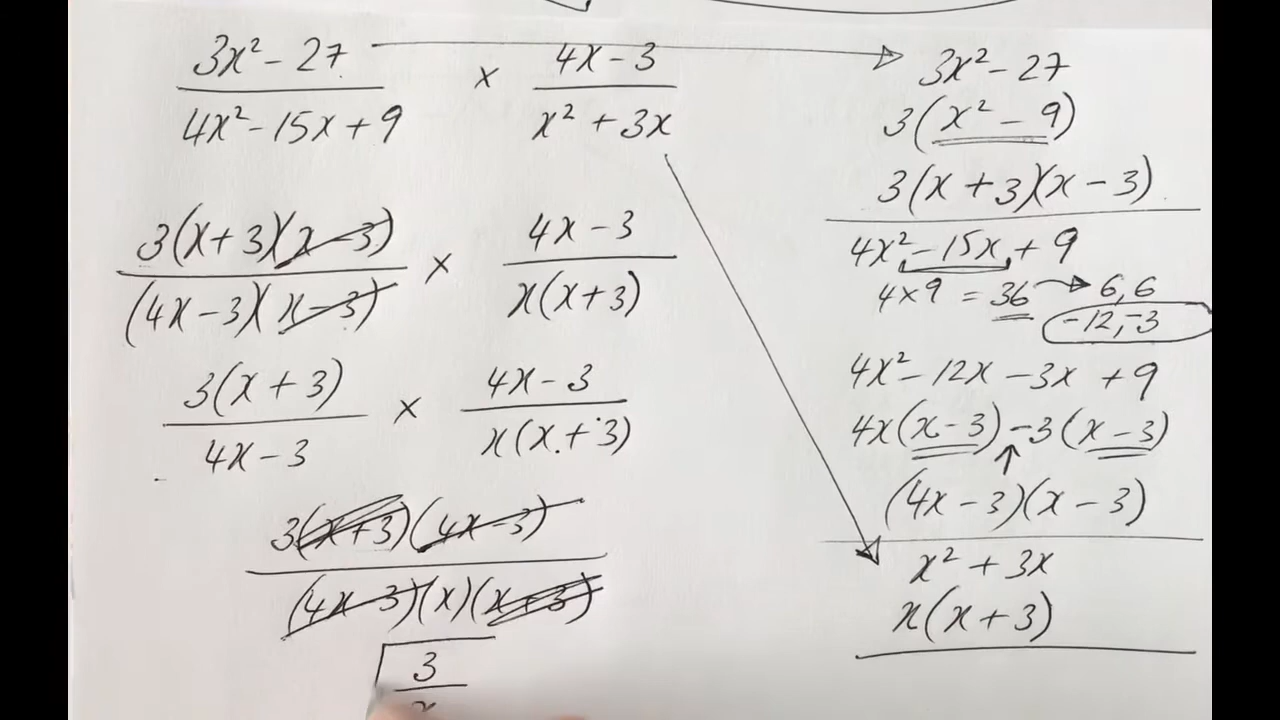 3x² - 27 / 4x² - 15x + 9 × 4x - 3 / x² + 3x
3(x + 3)(x - 3) / (4x - 3)(x - 3) × 4x - 3 / x(x + 3)
3(x + 3) / 4x - 3 × 4x - 3 / x(x + 3)
3(x + 3)(4x - 3) / (4x - 3)(x)(x + 3)
3 / x
3x² - 27
3(x² - 9)
3(x + 3)(x - 3)
4x² - 15x + 9
4 × 9 = 36 → 6, 6
-12, -3
4x² - 12x - 3x + 9
4x(x - 3) - 3(x - 3)
(4x - 3)(x - 3)
x² + 3x
x(x + 3)